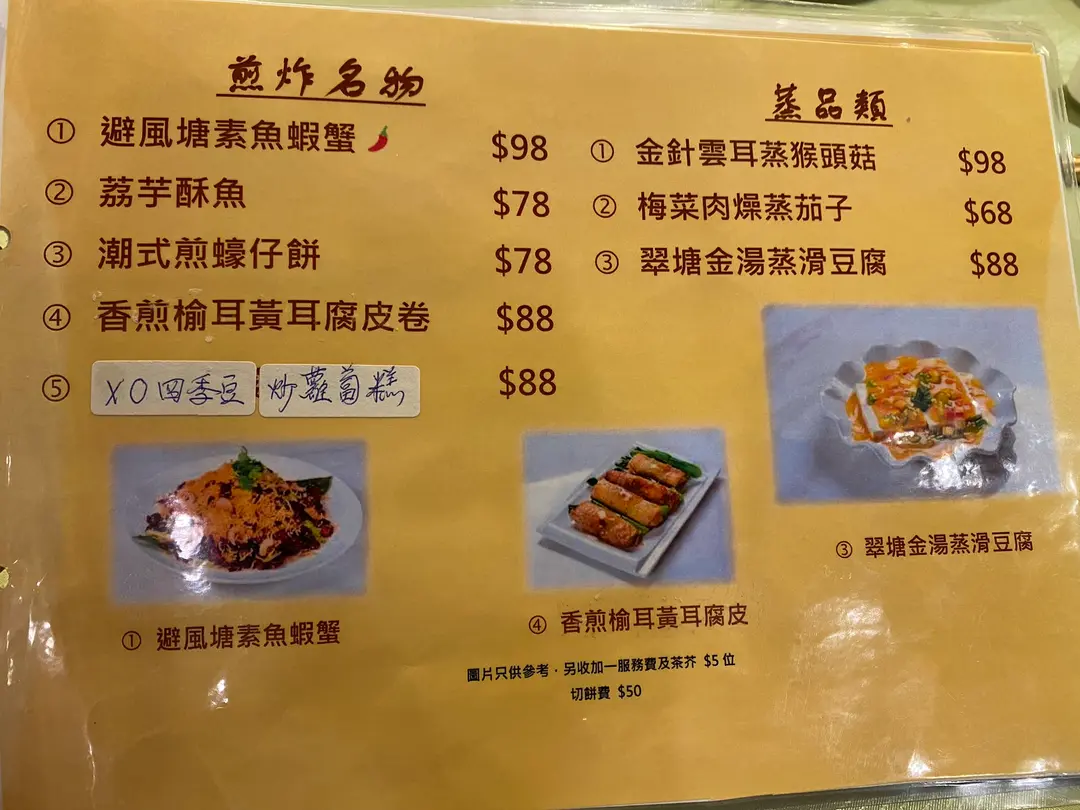 煎炸名物
① 避風塘素魚蝦蟹 $98
② 荔芋酥魚 $78
③ 潮式煎蠔仔餅 $78
④ 香煎榆耳黃耳腐皮卷 $88
⑤ XO四季豆 炒蘿蔔糕 $88
蒸品類
① 金針雲耳蒸猴頭菇 $98
② 梅菜肉燥蒸茄子 $68
③ 翠塘金湯蒸滑豆腐 $88
① 避風塘素魚蝦蟹
④ 香煎榆耳黃耳腐皮
③ 翠塘金湯蒸滑豆腐
圖片只供參考.另收加一服務費及茶芥 $5 位
切餅費 $50